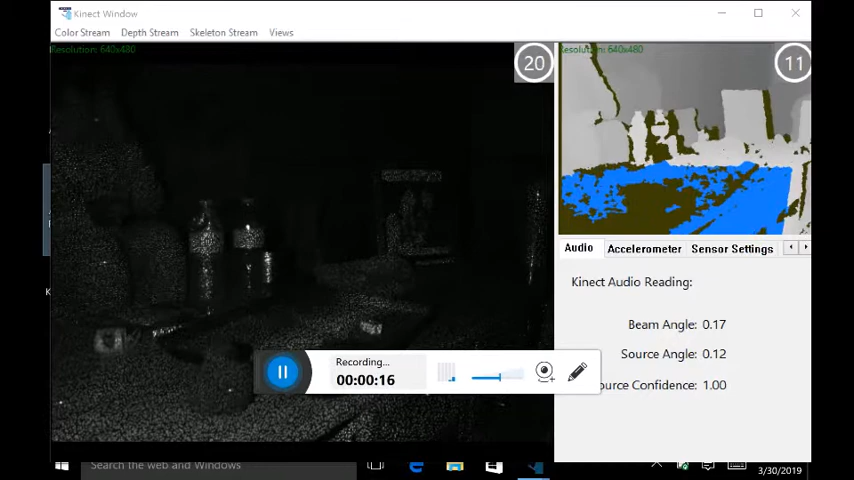 Kinect Window
Color Stream Depth Stream Skeleton Stream Views
Resolution: 640x480
20
Resolution: 640x480
11
Audio Accelerometer Sensor Settings
Kinect Audio Reading:
Beam Angle: 0.17
Source Angle: 0.12
ource Confidence: 1.00
Recording...
00:00:16
Search the web and Windows
3/30/2019